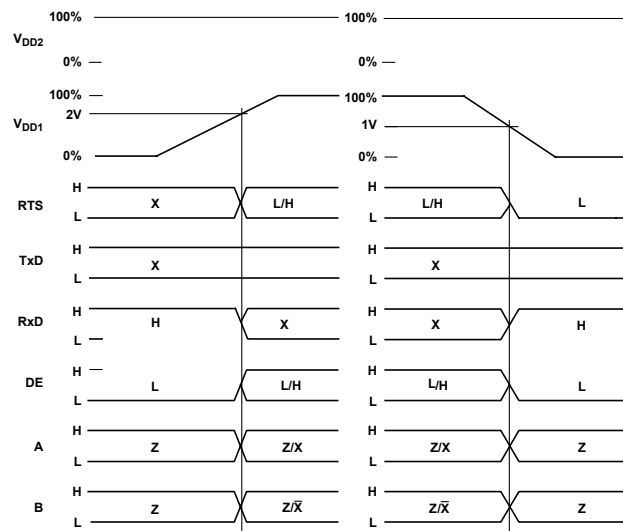 100% 100%
VDD2
0% 0%
100% 100%
2V
VDD1 1V
0% 0%
H H
RTS X L/H L/H L
L L
H H
TxD X X
L L
H H
RxD H X X H
L L
H H
DE L L/H L/H L
L L
H H
A Z Z/X Z/X Z
L L
H H
B Z Z/X̅ Z/X̅ Z
L L